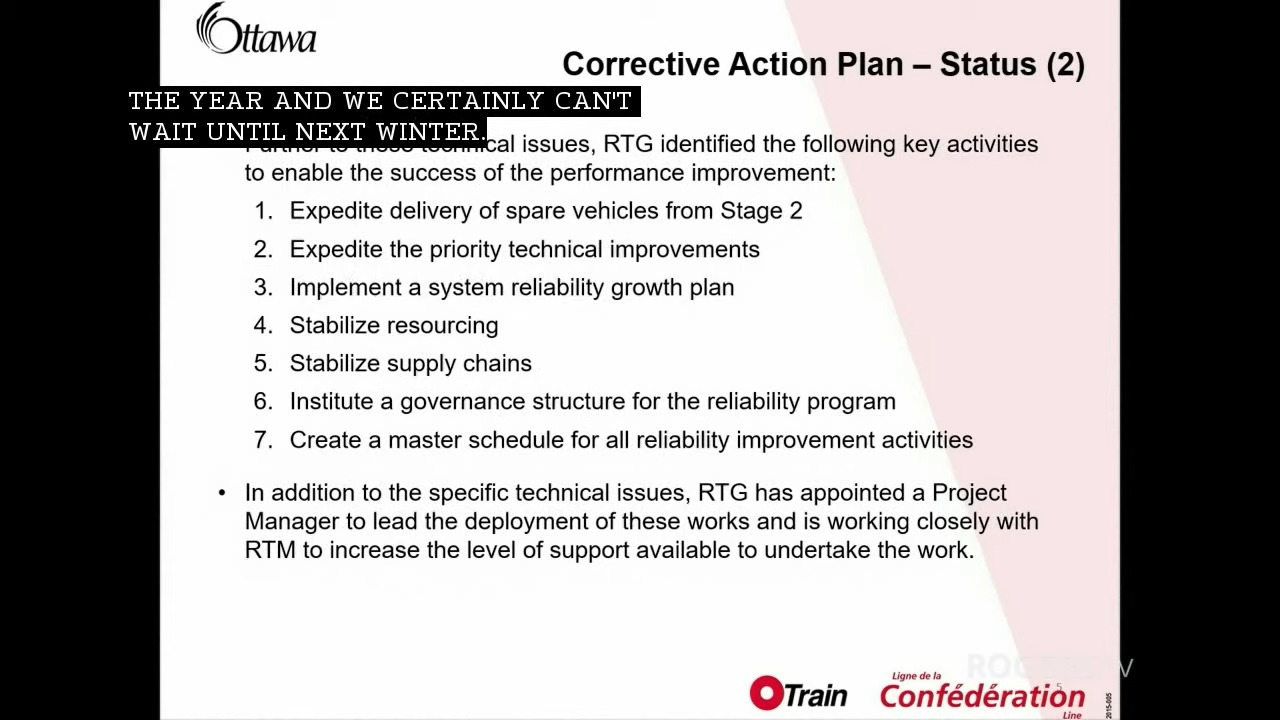 Ottawa
Corrective Action Plan – Status (2)
THE YEAR AND WE CERTAINLY CAN'T
WAIT UNTIL NEXT WINTER.
issues, RTG identified the following key activities
to enable the success of the performance improvement:
1. Expedite delivery of spare vehicles from Stage 2
2. Expedite the priority technical improvements
3. Implement a system reliability growth plan
4. Stabilize resourcing
5. Stabilize supply chains
6. Institute a governance structure for the reliability program
7. Create a master schedule for all reliability improvement activities
• In addition to the specific technical issues, RTG has appointed a Project
Manager to lead the deployment of these works and is working closely with
RTM to increase the level of support available to undertake the work.
OTrain
Ligne de la
Confédération
Line
5
2015-005